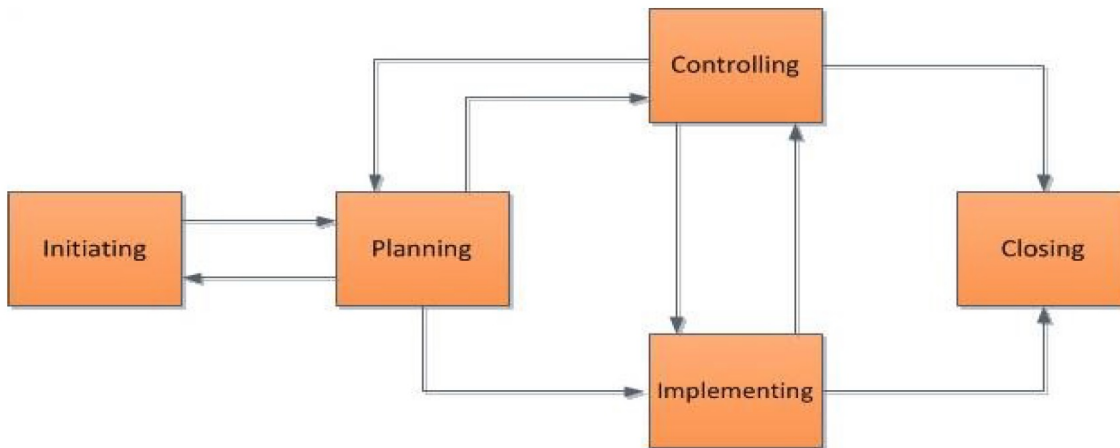 Controlling
Initiating
Planning
Closing
Implementing